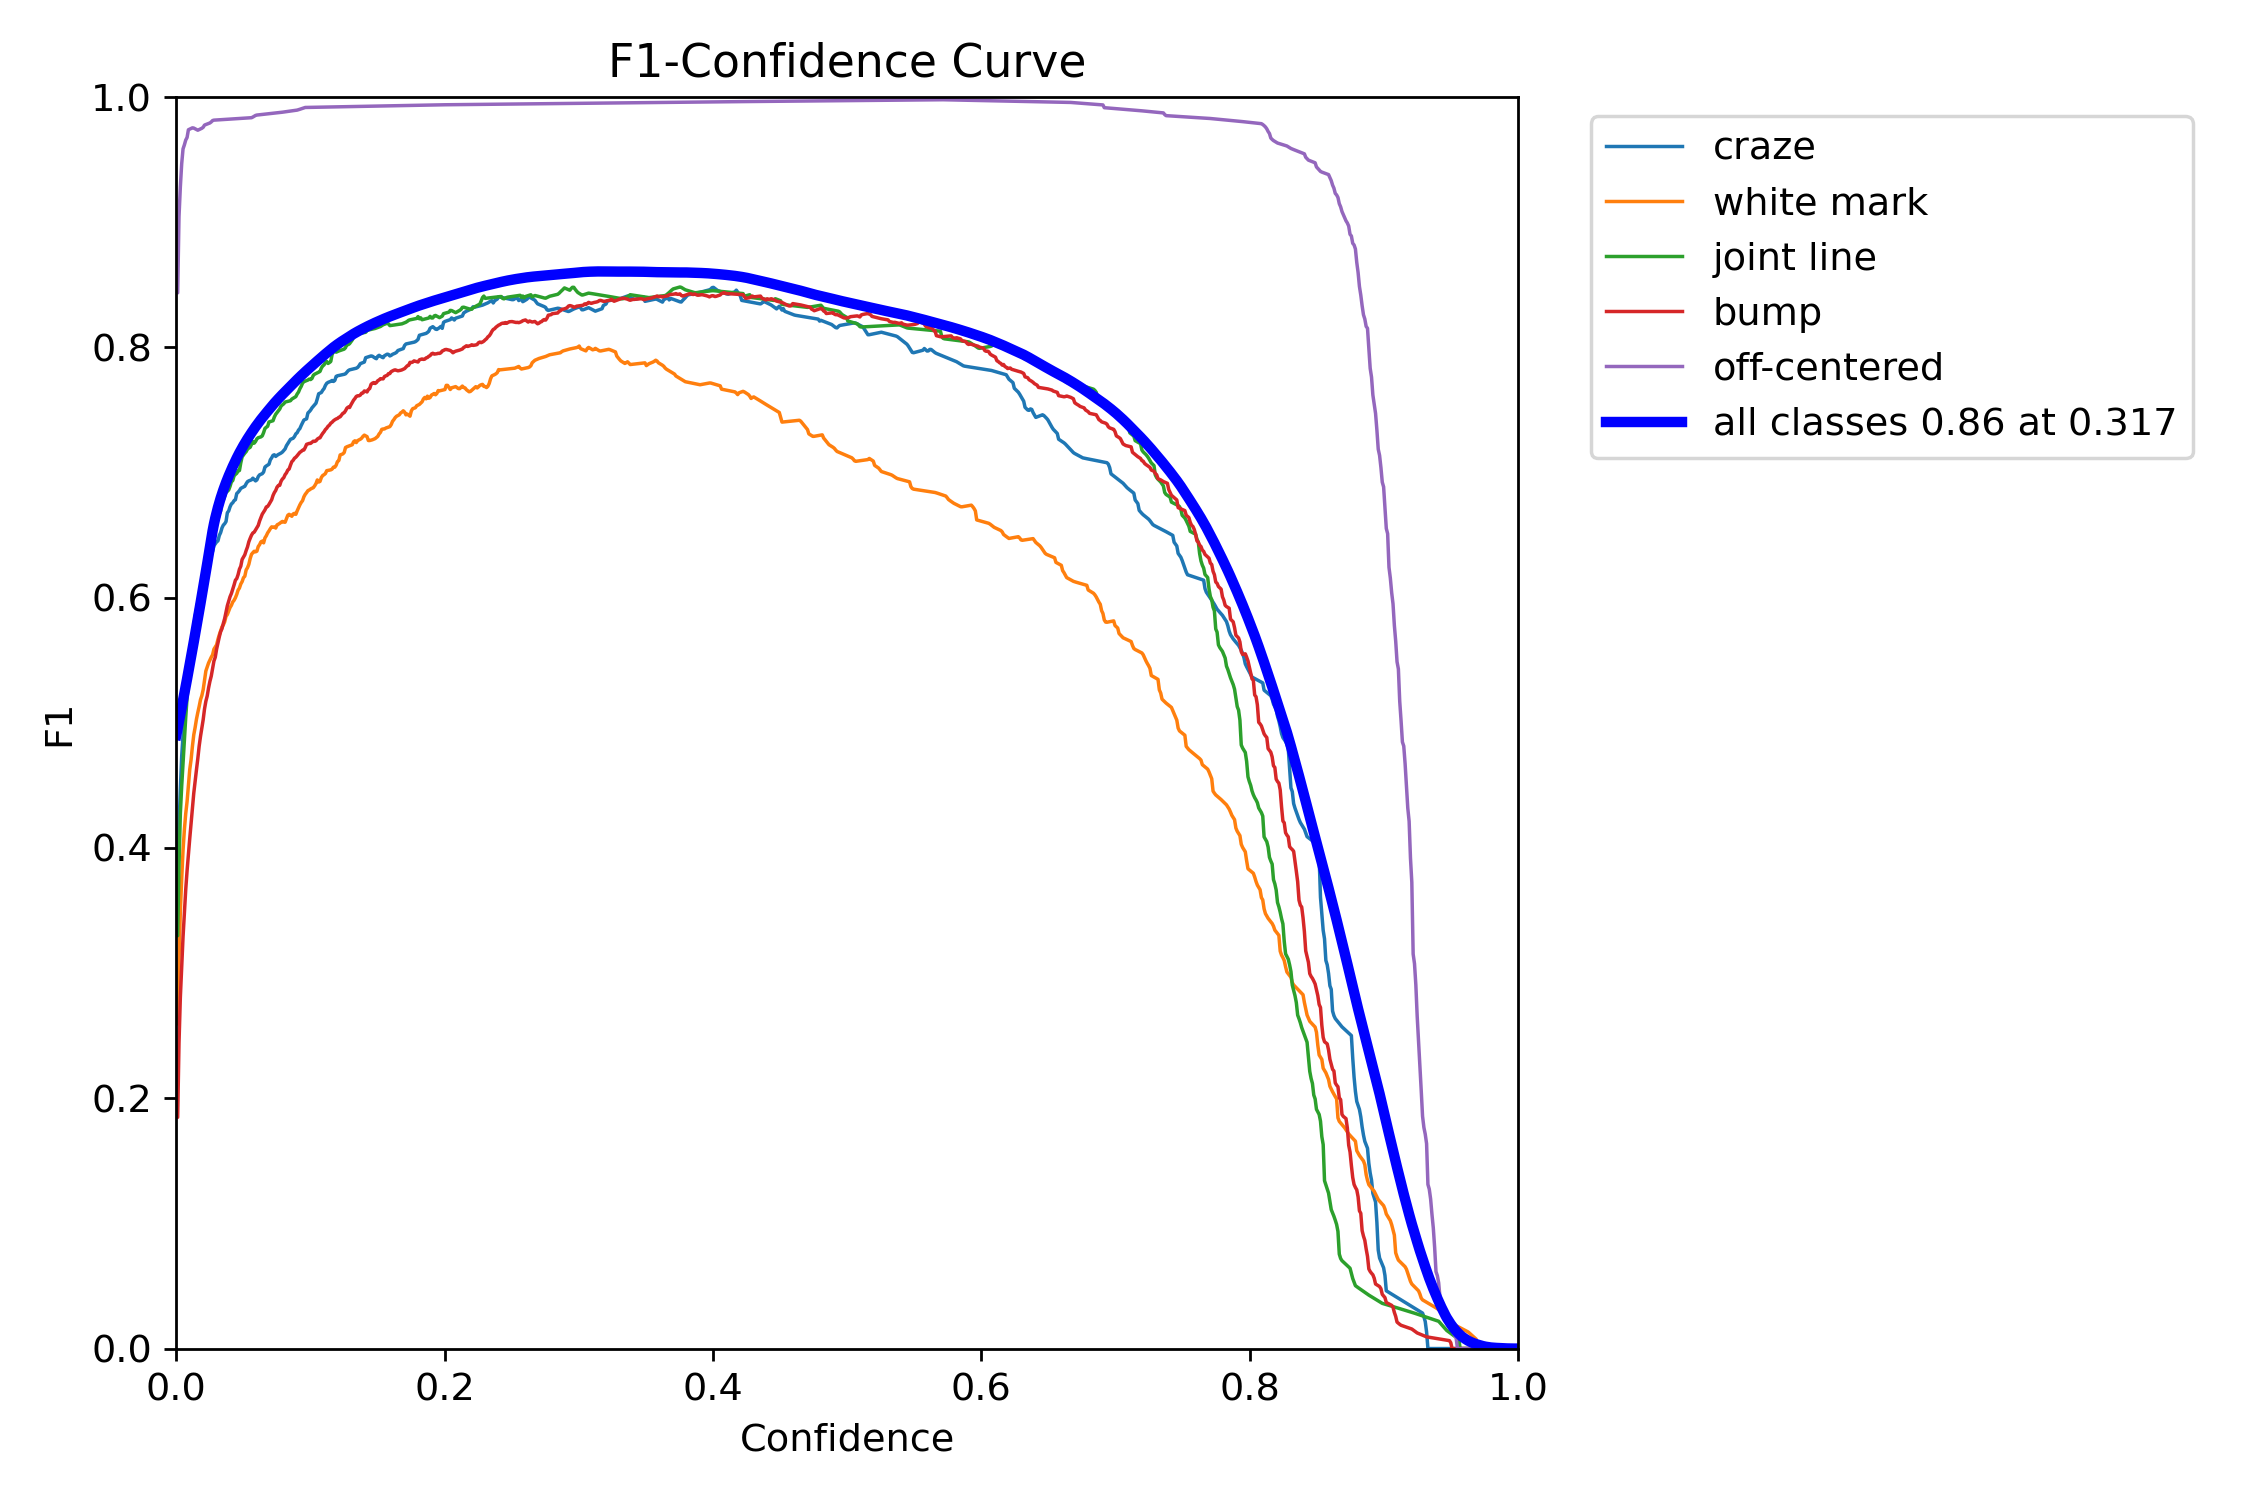 F1-Confidence Curve
1.0
0.8
0.6
0.4
0.2
0.0
F1
0.0 0.2 0.4 0.6 0.8 1.0
Confidence
craze
white mark
joint line
bump
off-centered
all classes 0.86 at 0.317